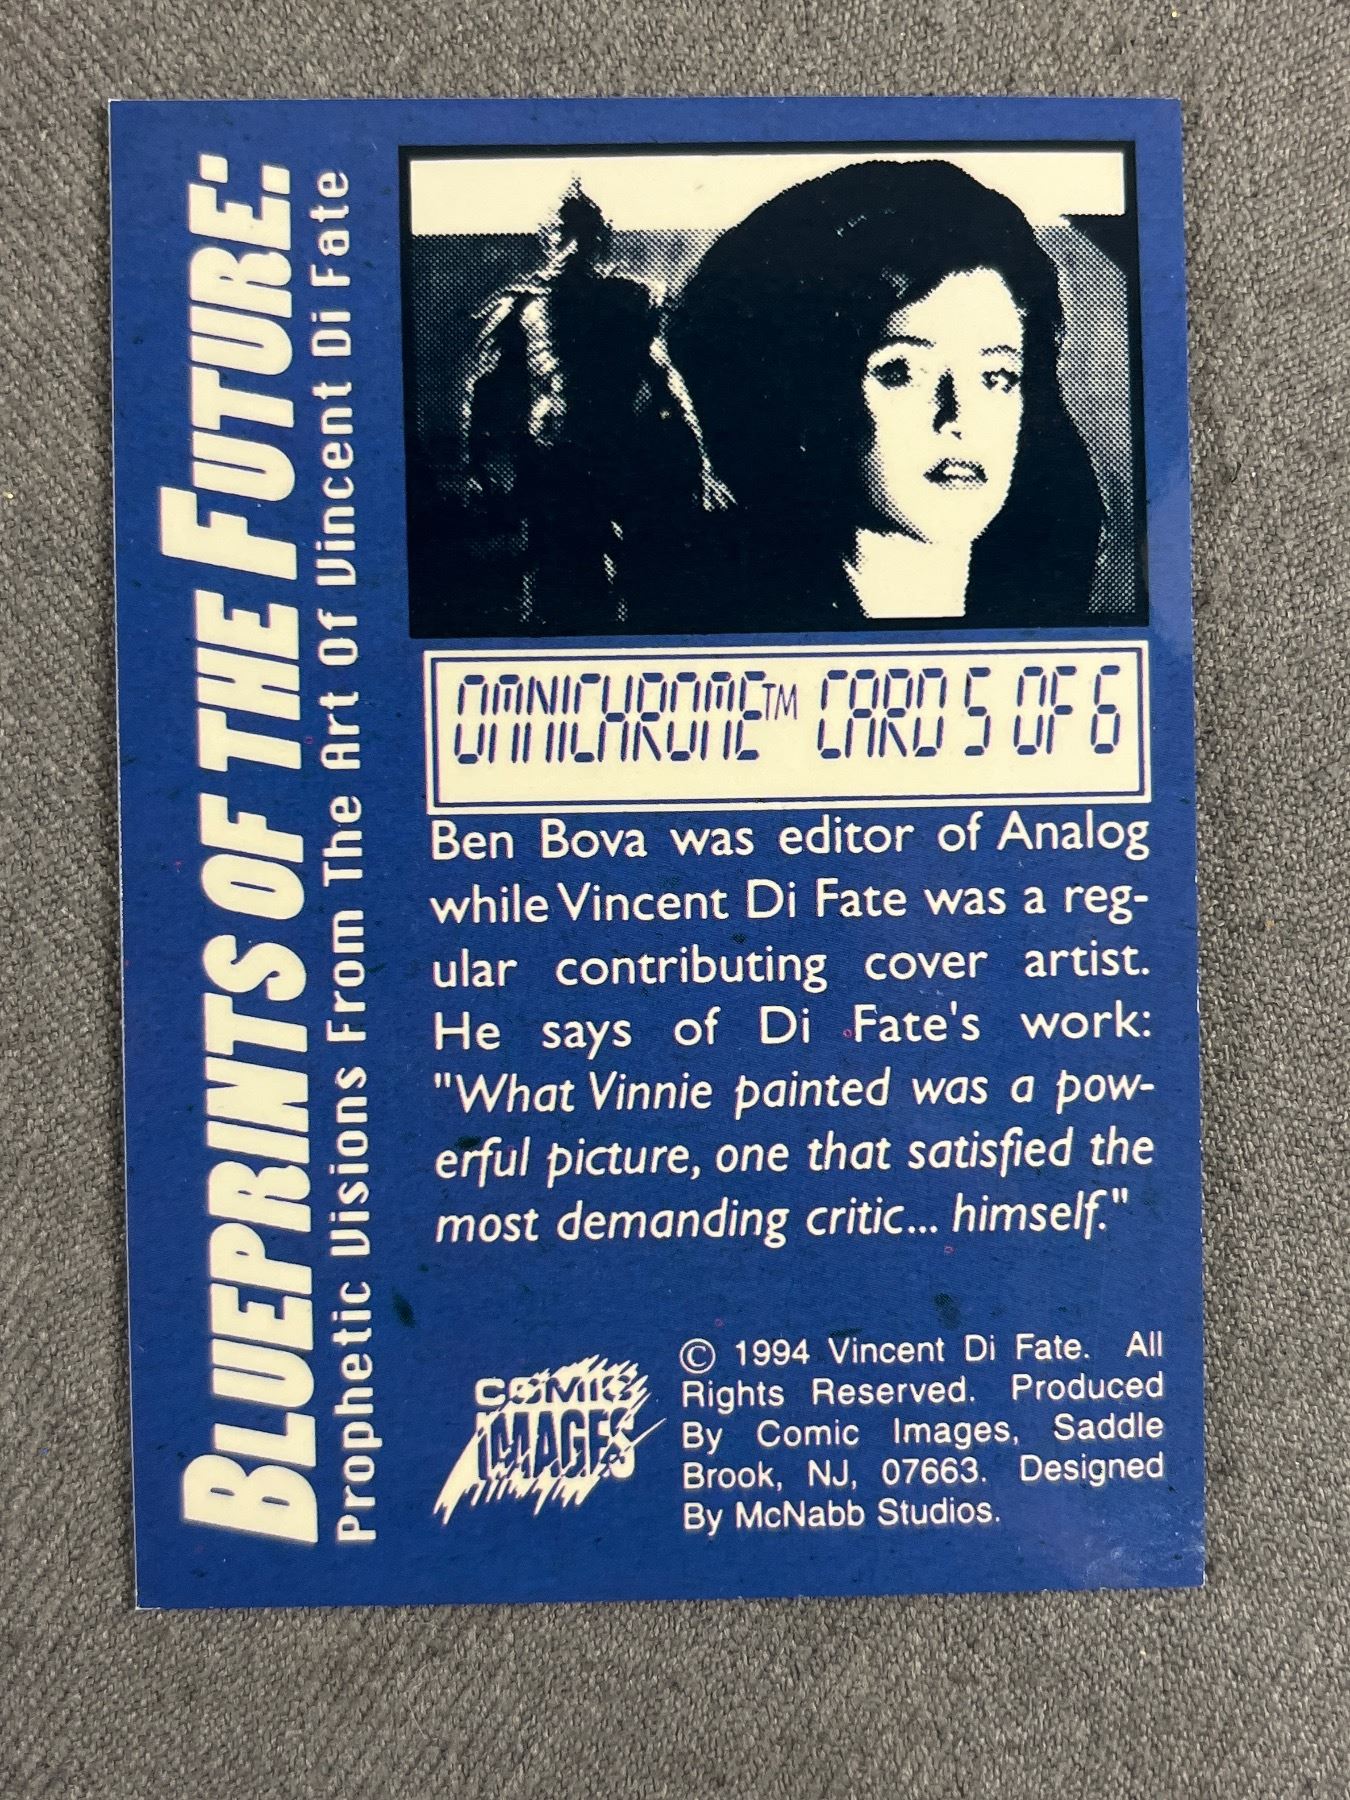 BLUEPRINTS OF THE FUTURE:
Prophetic Visions From The Art Of Vincent Di Fate
OMNICHROME™ CARD 5 OF 6
Ben Bova was editor of Analog
while Vincent Di Fate was a reg-
ular contributing cover artist.
He says of Di Fate's work:
"What Vinnie painted was a pow-
erful picture, one that satisfied the
most demanding critic... himself."
COMIC
IMAGES
© 1994 Vincent Di Fate. All
Rights Reserved. Produced
By Comic Images, Saddle
Brook, NJ, 07663. Designed
By McNabb Studios.